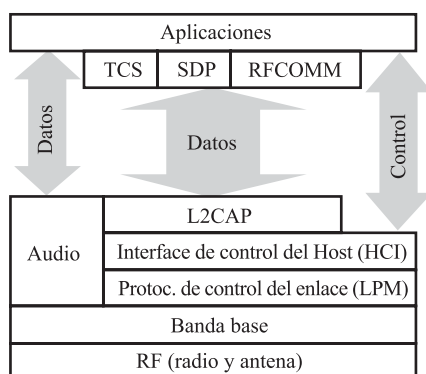 Aplicaciones
TCS SDP RFCOMM
Datos
Datos
Control
L2CAP
Audio
Interface de control del Host (HCI)
Protoc. de control del enlace (LPM)
Banda base
RF (radio y antena)